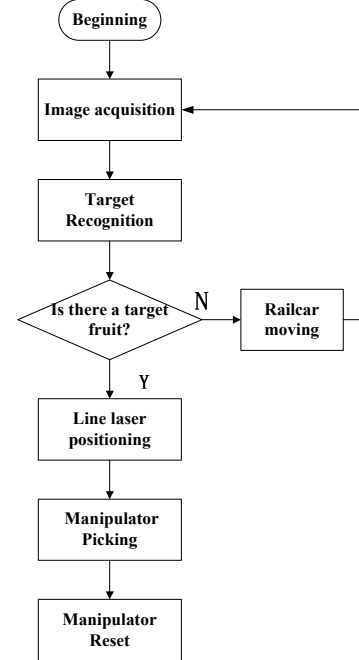 Beginning
Image acquisition
Target
Recognition
Is there a target
fruit?
N
Railcar
moving
Y
Line laser
positioning
Manipulator
Picking
Manipulator
Reset